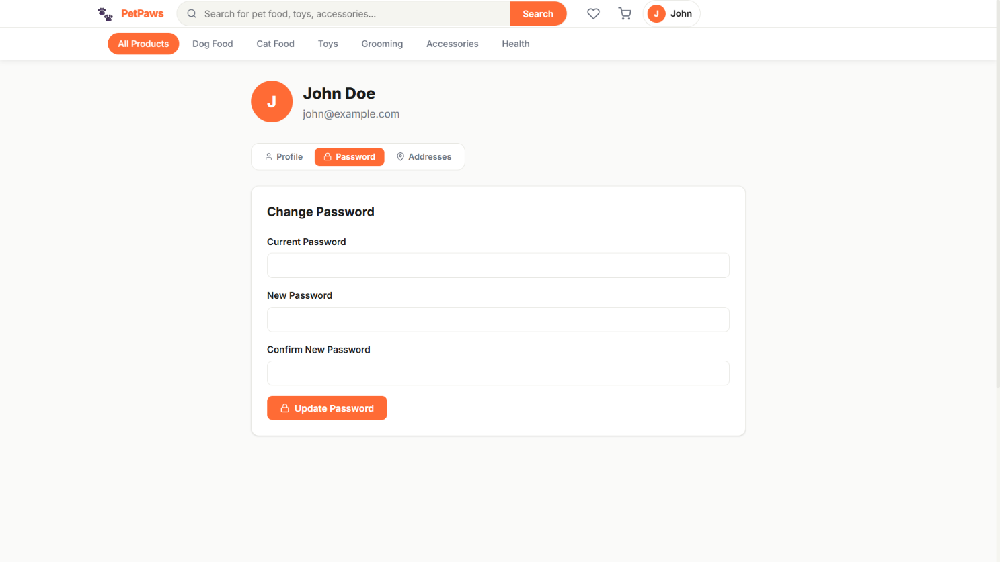 PetPaws
Search for pet food, toys, accessories...
Search
J
John
All Products
Dog Food
Cat Food
Toys
Grooming
Accessories
Health
J
John Doe
john@example.com
Profile
Password
Addresses
Change Password
Current Password
New Password
Confirm New Password
Update Password